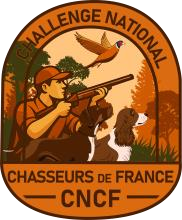 CHALLENGE NATIONAL
CHASSEURS DE FRANCE
CNCF